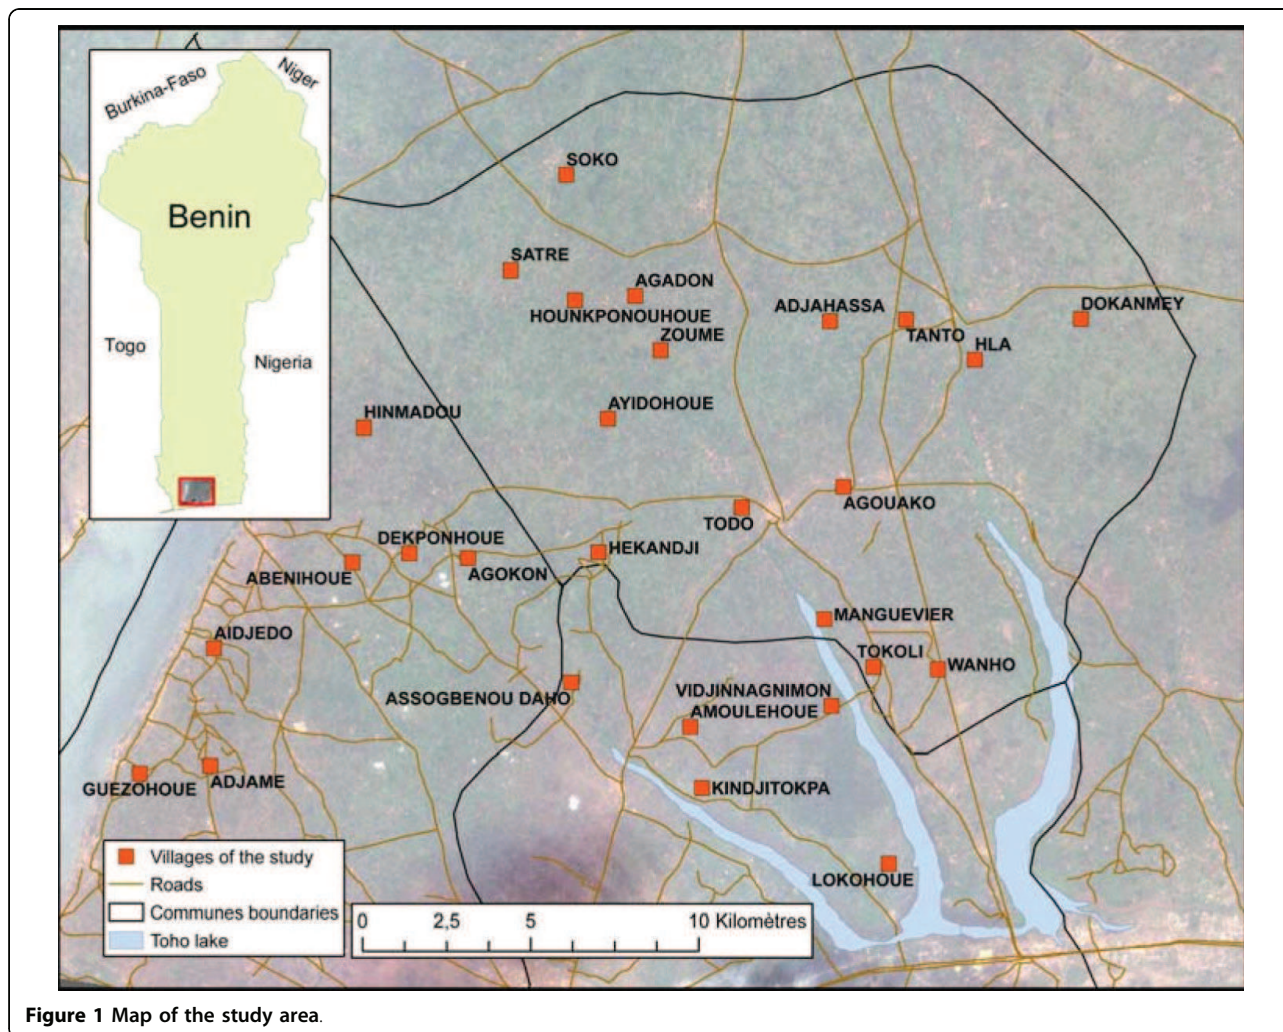 Burkina-Faso
Niger
Benin
Togo
Nigeria
SOKO
SATRE
AGADON
HOUNKPONOUHOUE
ZOUME
ADJAHASSA
TANTO
DOKANMEY
HLA
AYIDOHOUE
HINMADOU
AGOUAKO
TODO
DEKPONHOUE
HEKANDJI
ABENIHOUE
AGOKON
AIDJEDO
MANGUEVIER
TOKOLI
WANHO
ASSOGBENOU DAHO
VIDJINNAGNIMON
AMOULEHOUE
GUEZOHOUE
ADJAME
KINDJITOKPA
LOKOHOUE
Villages of the study
Roads
Communes boundaries
Toho lake
0 2,5 5 10 Kilomètres
Figure 1 Map of the study area.